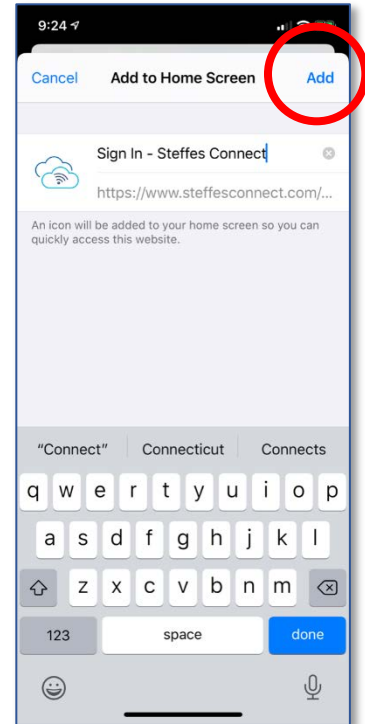 9:24
Cancel Add to Home Screen Add
Sign In - Steffes Connect
https://www.steffesconnect.com/...
An icon will be added to your home screen so you can
quickly access this website.
“Connect” Connecticut Connects
q w e r t y u i o p
a s d f g h j k l
z x c v b n m
123 space done